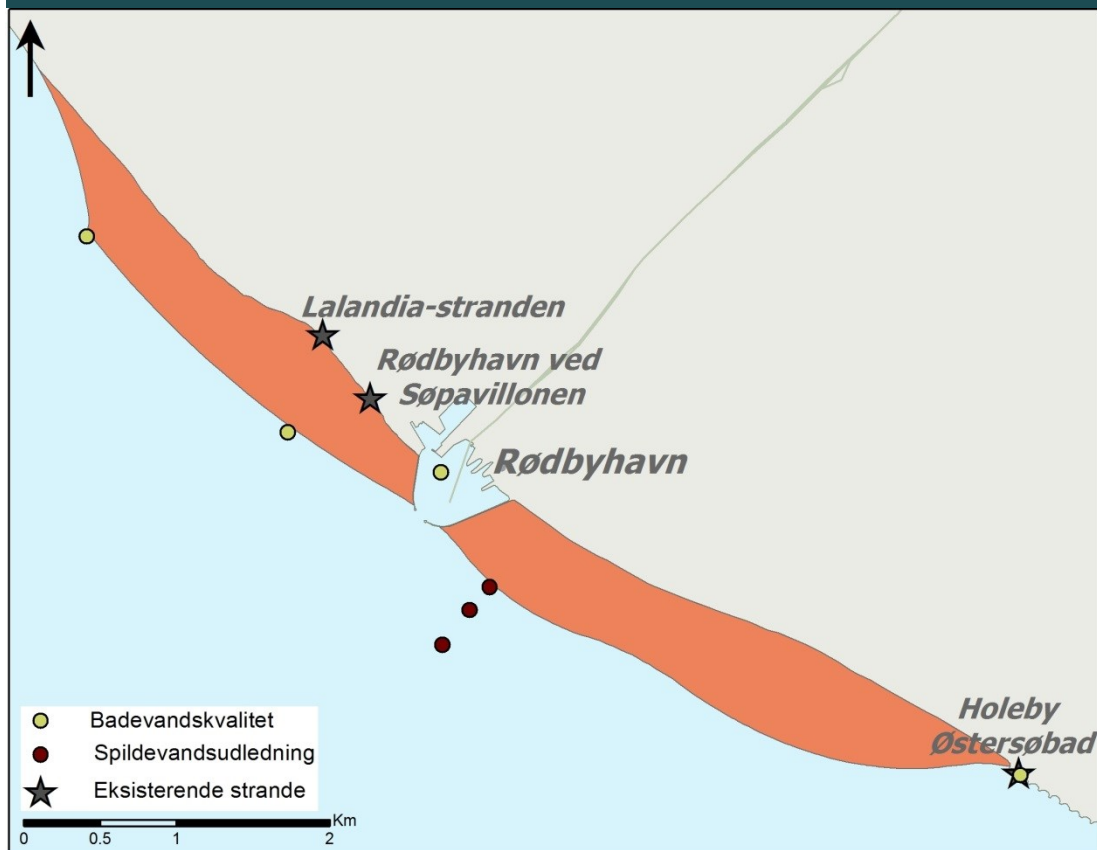 Lalandia-stranden
Rødbyhavn ved
Søpavillonen
Rødbyhavn
Holeby
Østersøbad
Badevandskvalitet
Spildevandsudledning
Eksisterende strande
Km
0 0.5 1 2